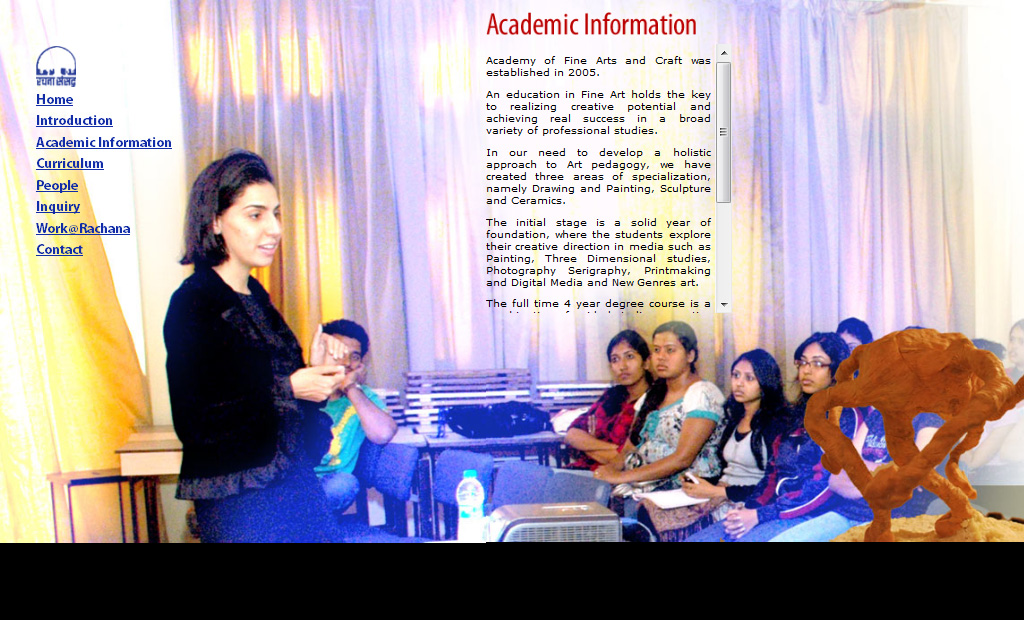 Academic Information
रचना संसद
Home
Introduction
Academic Information
Curriculum
People
Inquiry
Work@Rachana
Contact
Academy of Fine Arts and Craft was
established in 2005.
An education in Fine Art holds the key
to realizing creative potential and
achieving real success in a broad
variety of professional studies.
In our need to develop a holistic
approach to Art pedagogy, we have
created three areas of specialization,
namely Drawing and Painting, Sculpture
and Ceramics.
The initial stage is a solid year of
foundation, where the students explore
their creative direction in media such as
Painting, Three Dimensional studies,
Photography Serigraphy, Printmaking
and Digital Media and New Genres art.
The full time 4 year degree course is a